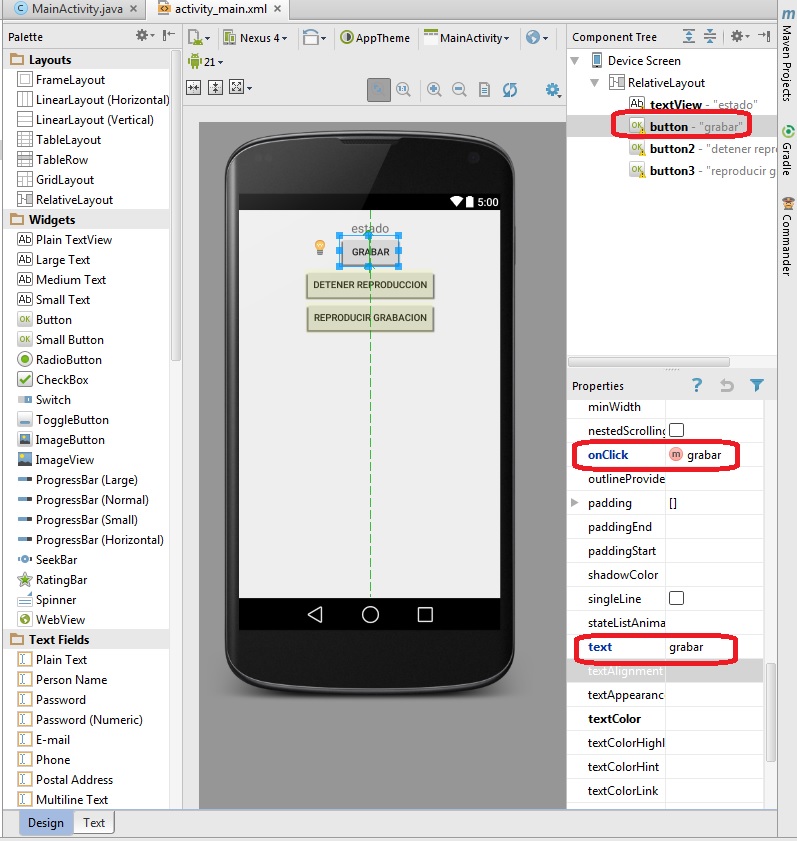 MainActivity.java
activity_main.xml
Palette
Nexus 4
AppTheme
MainActivity
21
Layouts
FrameLayout
LinearLayout (Horizontal)
LinearLayout (Vertical)
TableLayout
TableRow
GridLayout
RelativeLayout
Widgets
Plain TextView
Large Text
Medium Text
Small Text
Button
Small Button
RadioButton
CheckBox
Switch
ToggleButton
ImageButton
ImageView
ProgressBar (Large)
ProgressBar (Normal)
ProgressBar (Small)
ProgressBar (Horizontal)
SeekBar
RatingBar
Spinner
WebView
Text Fields
Plain Text
Person Name
Password
Password (Numeric)
E-mail
Phone
Postal Address
Multiline Text
Design
Text
5:00
estado
GRABAR
DETENER REPRODUCCION
REPRODUCIR GRABACION
Component Tree
Device Screen
RelativeLayout
Ab textView - "estado"
OK button - "grabar"
button2 - "detener repro
button3 - "reproducir g
Properties
minWidth
nestedScrolling
onClick m grabar
outlineProvide
padding []
paddingEnd
paddingStart
shadowColor
singleLine
stateListAnima
text grabar
textAlignment
textAppearanc
textColor
textColorHighl
textColorHint
textColorLink
Maven Projects
Gradle
Commander